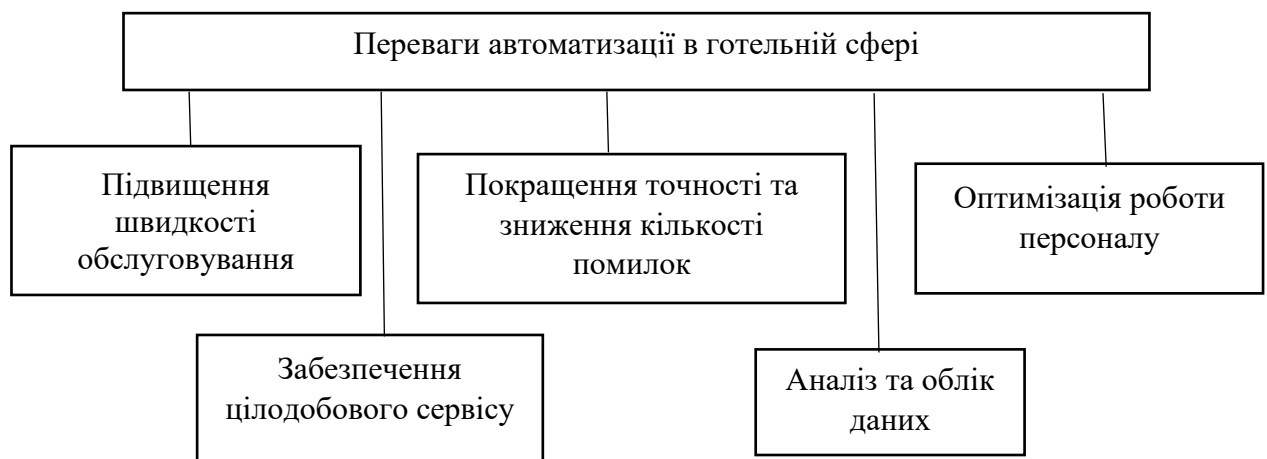 Переваги автоматизації в готельній сфері
Підвищення
швидкості
обслуговування
Покращення точності та
зниження кількості
помилок
Оптимізація роботи
персоналу
Забезпечення
цілодобового сервісу
Аналіз та облік
даних